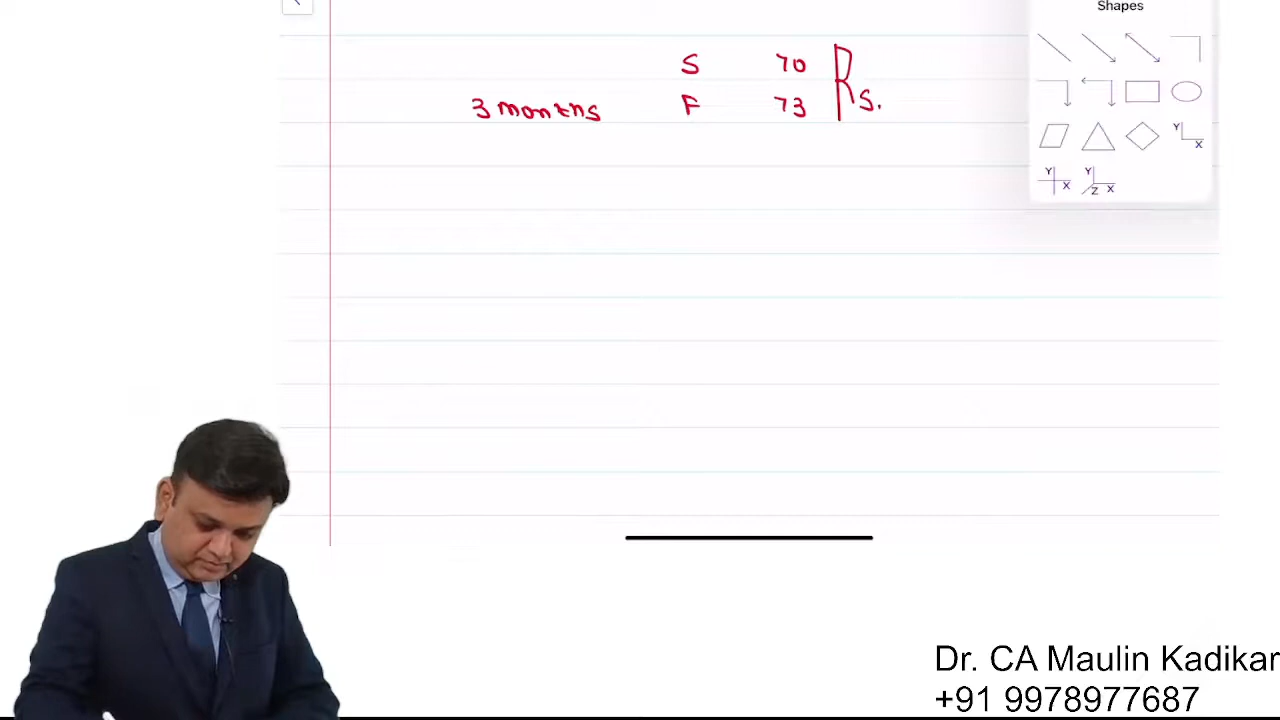 Shapes
S 70
3 months F 73 Rs.
Y
X
Y
X
Y
Z X
Dr. CA Maulin Kadikar
+91 9978977687